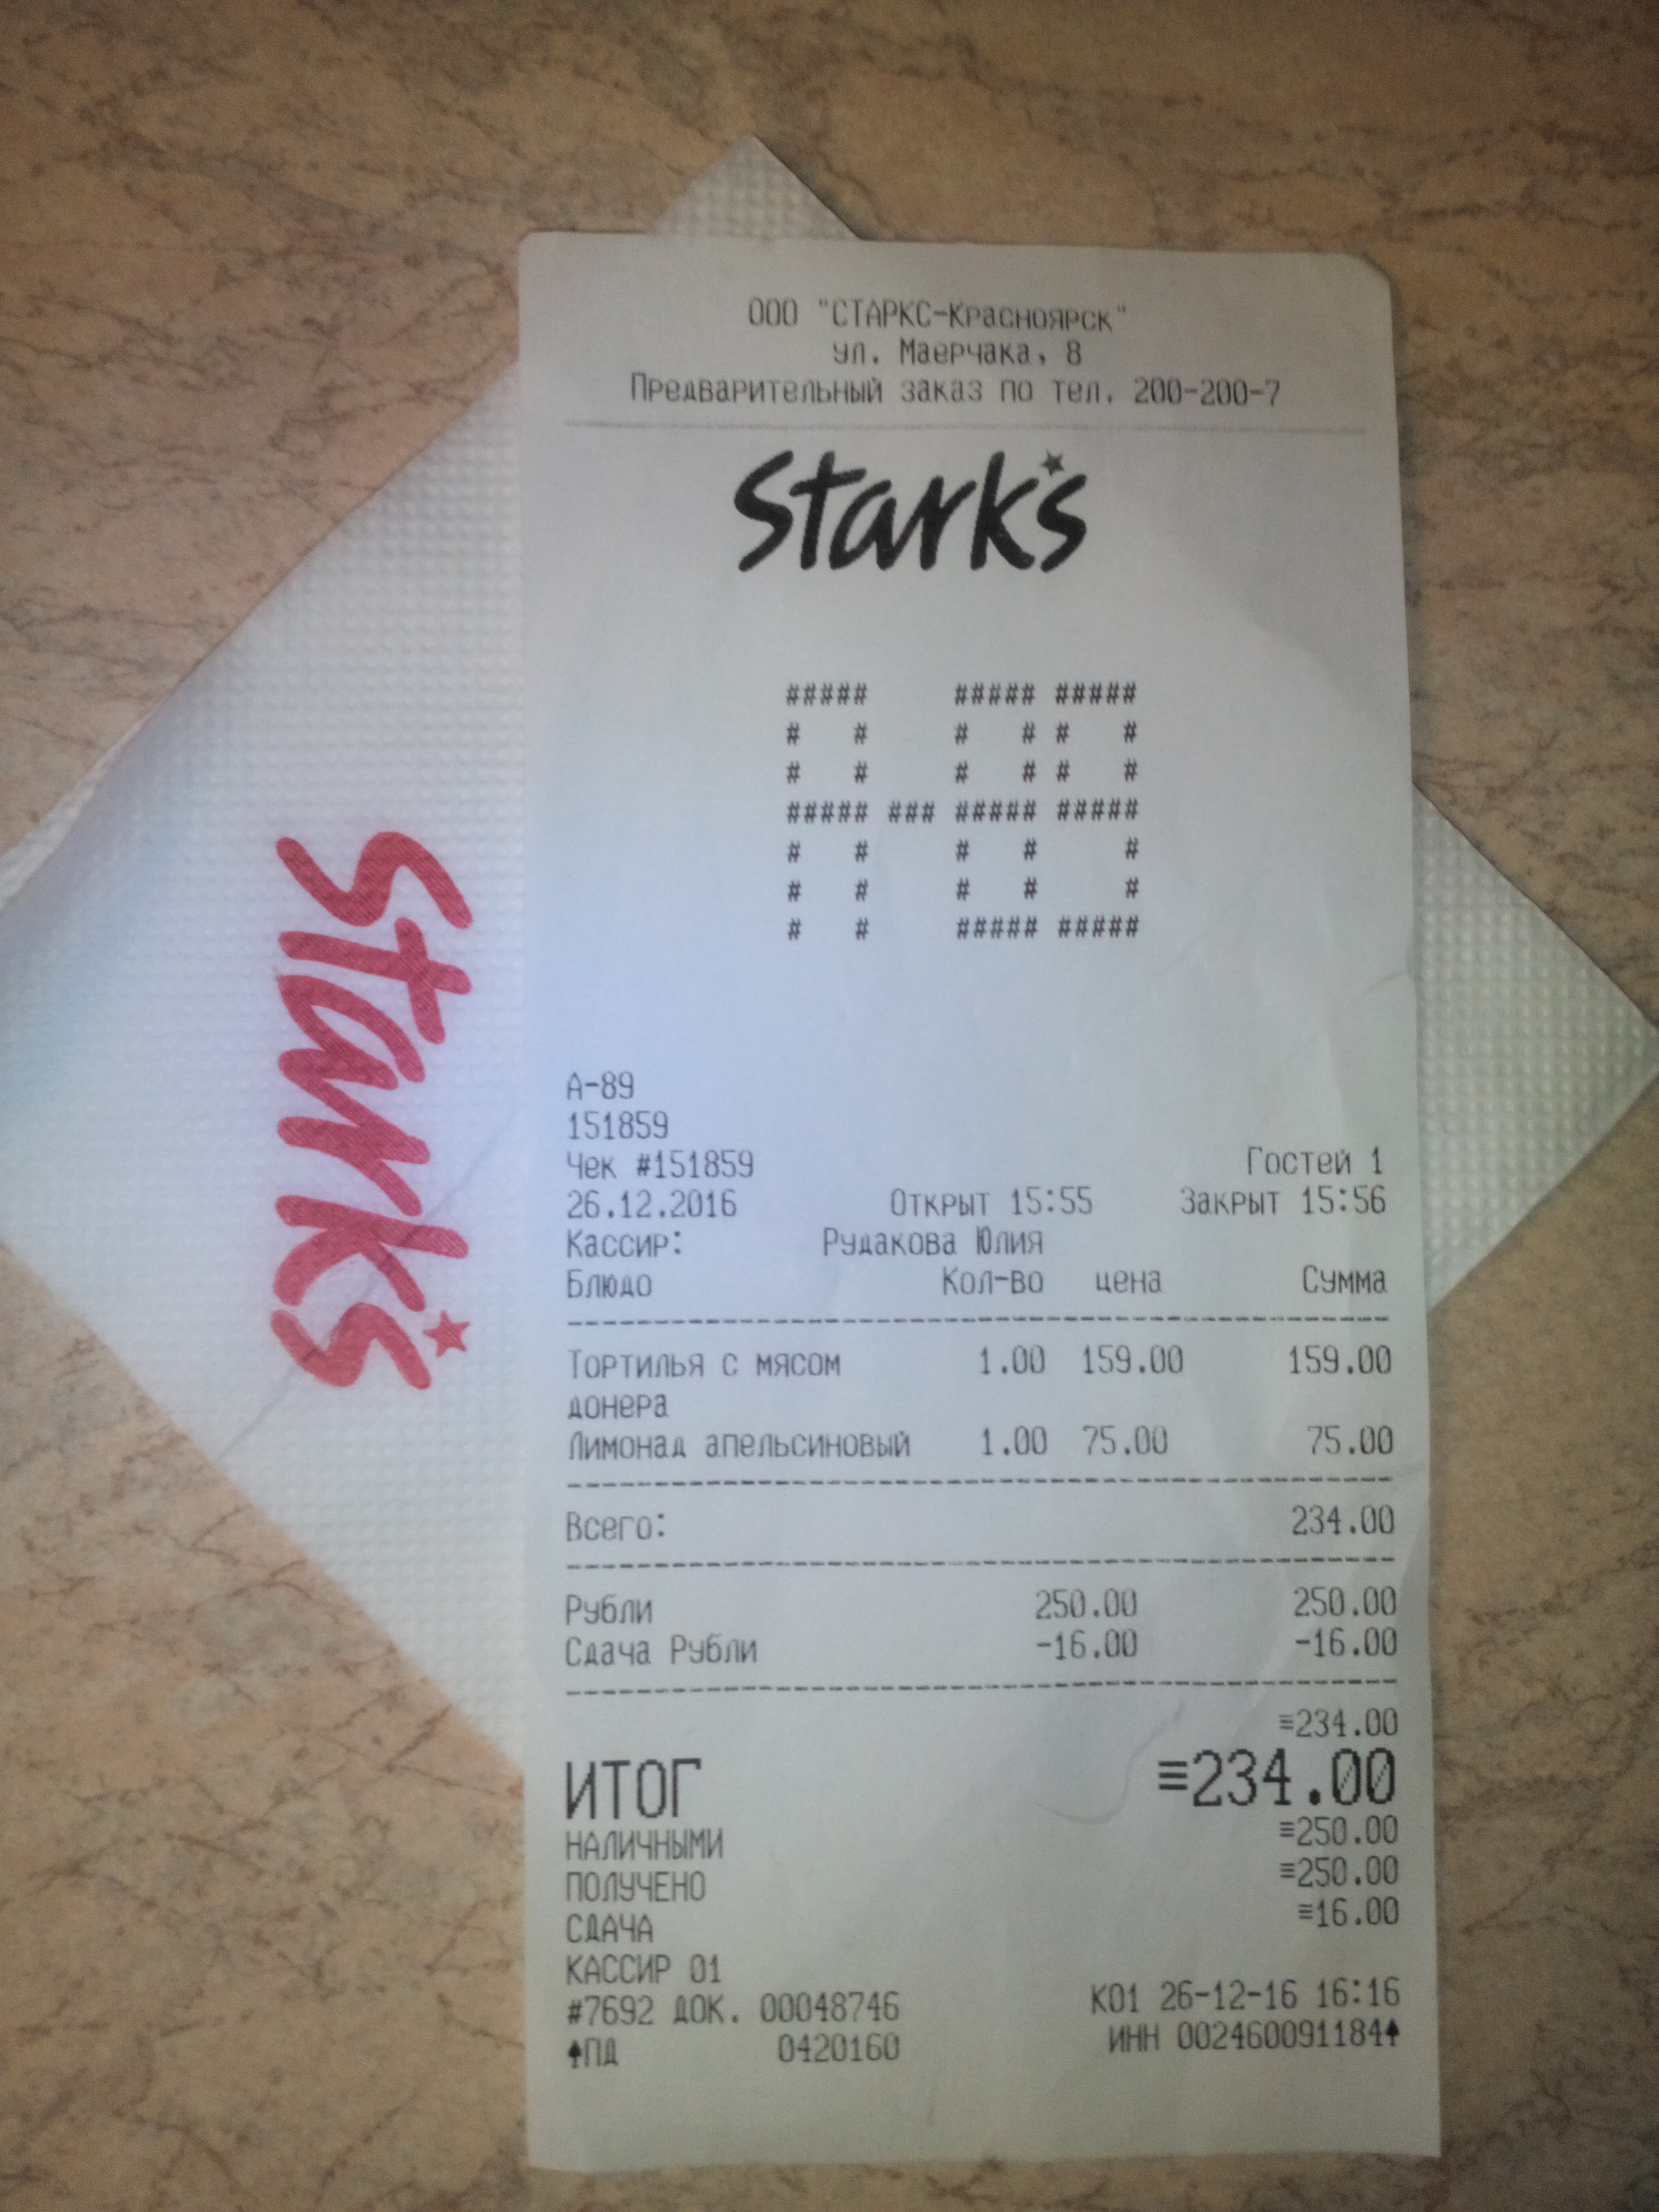 ООО "СТАРКС-Красноярск"
ул. Маерчака, 8
Предварительный заказ по тел. 200-200-7
Stark's
##### ##### #####
# # # # # #
# # # # # #
##### ### ##### #####
# # # # #
# # # # #
# # ##### #####
А-89
151859
Чек #151859 Гостей 1
26.12.2016 Открыт 15:55 Закрыт 15:56
Кассир: Рудакова Юлия
Блюдо Кол-во цена Сумма
Тортилья с мясом 1.00 159.00 159.00
донера
Лимонад апельсиновый 1.00 75.00 75.00
Всего: 234.00
Рубли 250.00 250.00
Сдача Рубли -16.00 -16.00
≡234.00
ИТОГ ≡234.00
НАЛИЧНЫМИ ≡250.00
ПОЛУЧЕНО ≡250.00
СДАЧА ≡16.00
КАССИР 01
#7692 ДОК. 00048746 К01 26-12-16 16:16
ПД 0420160 ИНН 002460091184
Stark's